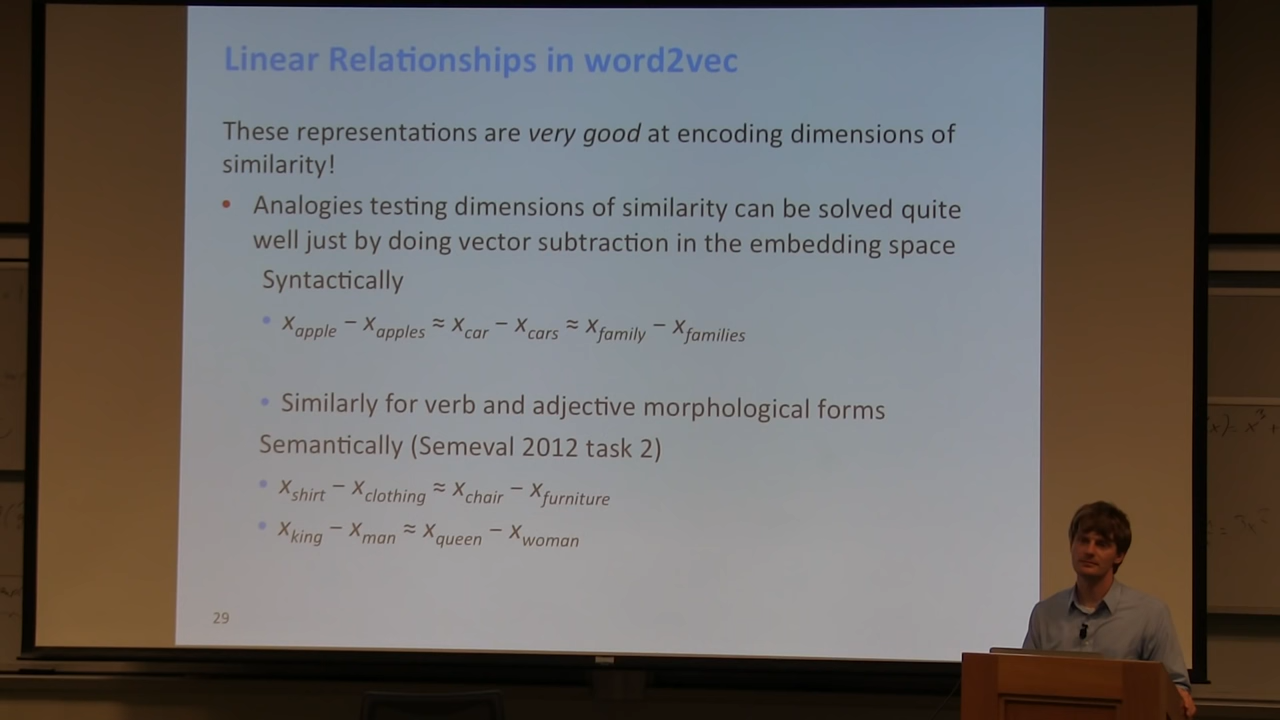 Linear Relationships in word2vec
These representations are very good at encoding dimensions of
similarity!
• Analogies testing dimensions of similarity can be solved quite
well just by doing vector subtraction in the embedding space
Syntactically
• x_apple − x_apples ≈ x_car − x_cars ≈ x_family − x_families
• Similarly for verb and adjective morphological forms
Semantically (Semeval 2012 task 2)
• x_shirt − x_clothing ≈ x_chair − x_furniture
• x_king − x_man ≈ x_queen − x_woman
29